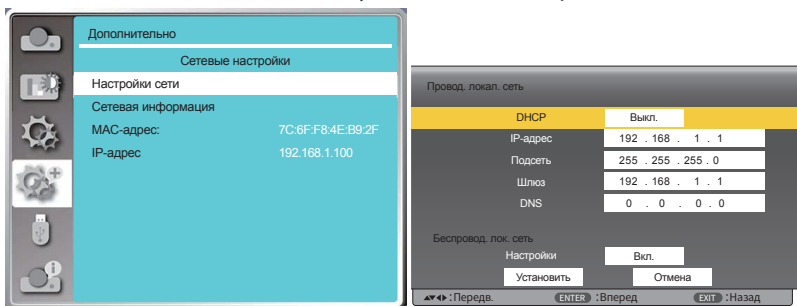 Дополнительно
Сетевые настройки
Настройки сети
Сетевая информация
MAC-адрес: 7C:6F:F8:4E:B9:2F
IP-адрес 192.168.1.100
Провод. локал. сеть
DHCP Выкл.
IP-адрес 192 . 168 . 1 . 1
Подсеть 255 . 255 . 255 . 0
Шлюз 192 . 168 . 1 . 1
DNS 0 . 0 . 0 . 0
Беспровод. лок. сеть
Настройки Вкл.
Установить Отмена
▲▼◀▶ :Передв. ENTER :Вперед EXIT :Назад